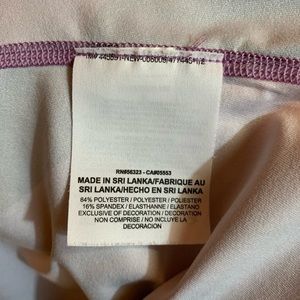 RN#56323 - CA#05553
MADE IN SRI LANKA/FABRIQUE AU
SRI LANKA/HECHO EN SRI LANKA
84% POLYESTER / POLYESTER / POLIESTER
16% SPANDEX / ELASTHANNE / ELASTANO
EXCLUSIVE OF DECORATION / DECORATION
NON COMPRISE / NO INCLUYE LA
DECORACION